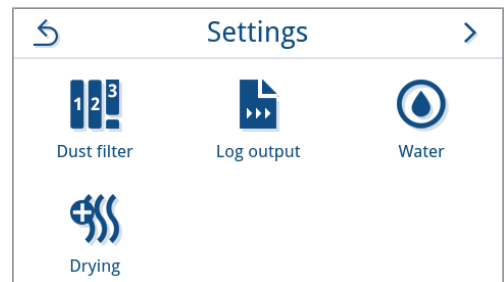 Settings
1 2 3
Dust filter
Log output
Water
Drying